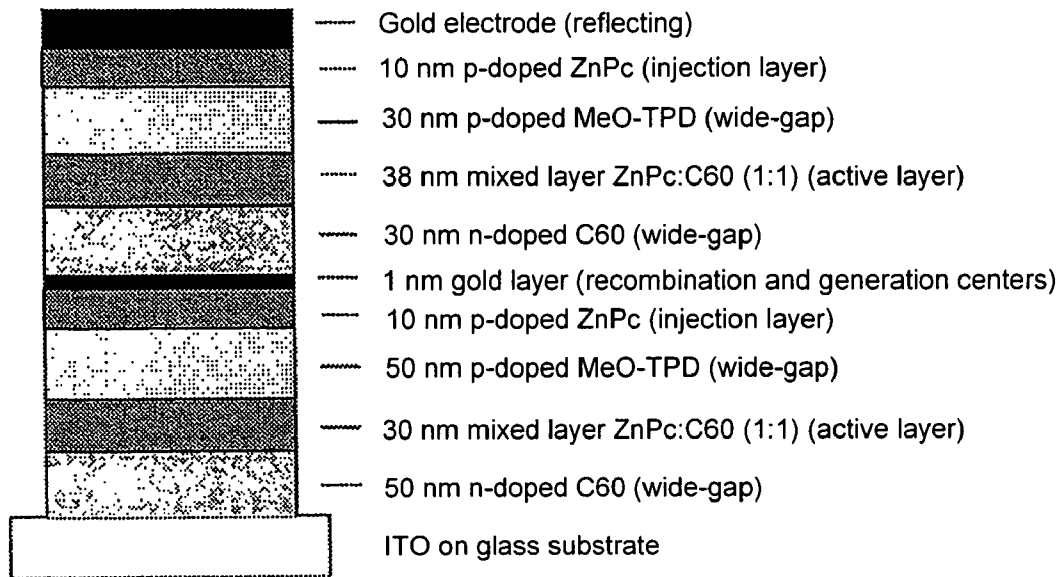 Gold electrode (reflecting)
10 nm p-doped ZnPc (injection layer)
30 nm p-doped MeO-TPD (wide-gap)
38 nm mixed layer ZnPc:C60 (1:1) (active layer)
30 nm n-doped C60 (wide-gap)
1 nm gold layer (recombination and generation centers)
10 nm p-doped ZnPc (injection layer)
50 nm p-doped MeO-TPD (wide-gap)
30 nm mixed layer ZnPc:C60 (1:1) (active layer)
50 nm n-doped C60 (wide-gap)
ITO on glass substrate